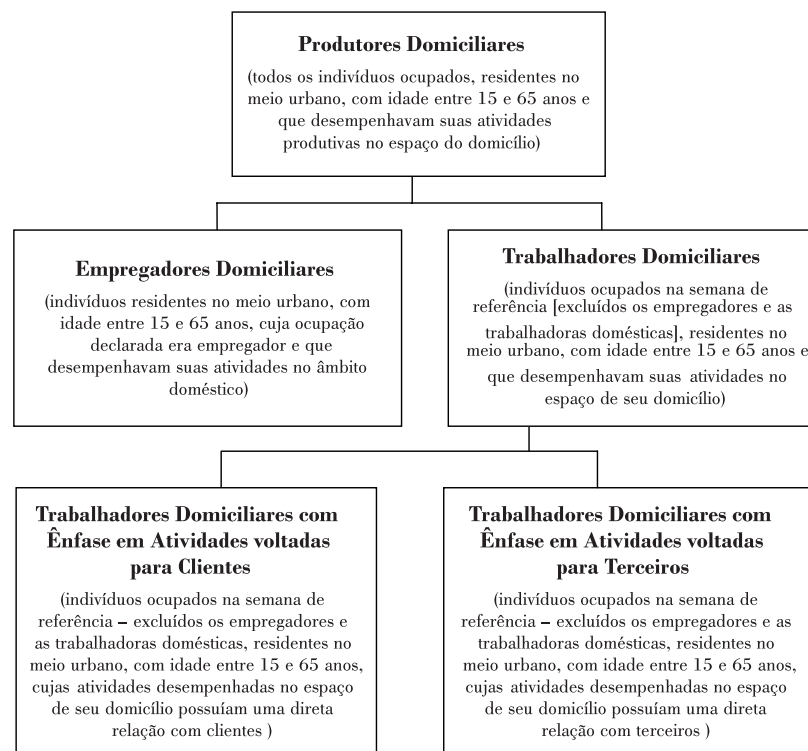 Produtores Domiciliares
(todos os indivíduos ocupados, residentes no
meio urbano, com idade entre 15 e 65 anos e
que desempenhavam suas atividades
produtivas no espaço do domicílio)
Empregadores Domiciliares
(indivíduos residentes no meio urbano, com
idade entre 15 e 65 anos, cuja ocupação
declarada era empregador e que
desempenhavam suas atividades no âmbito
doméstico)
Trabalhadores Domiciliares
(indivíduos ocupados na semana de
referência [excluídos os empregadores e as
trabalhadoras domésticas], residentes no
meio urbano, com idade entre 15 e 65 anos e
que desempenhavam suas atividades no
espaço de seu domicílio)
Trabalhadores Domiciliares com
Ênfase em Atividades voltadas
para Clientes
(indivíduos ocupados na semana de
referência – excluídos os empregadores e
as trabalhadoras domésticas, residentes no
meio urbano, com idade entre 15 e 65 anos,
cujas atividades desempenhadas no espaço
de seu domicílio possuíam uma direta
relação com clientes )
Trabalhadores Domiciliares com
Ênfase em Atividades voltadas
para Terceiros
(indivíduos ocupados na semana de
referência – excluídos os empregadores e as
trabalhadoras domésticas, residentes no
meio urbano, com idade entre 15 e 65 anos,
cujas atividades desempenhadas no espaço
de seu domicílio possuíam uma direta
relação com terceiros )